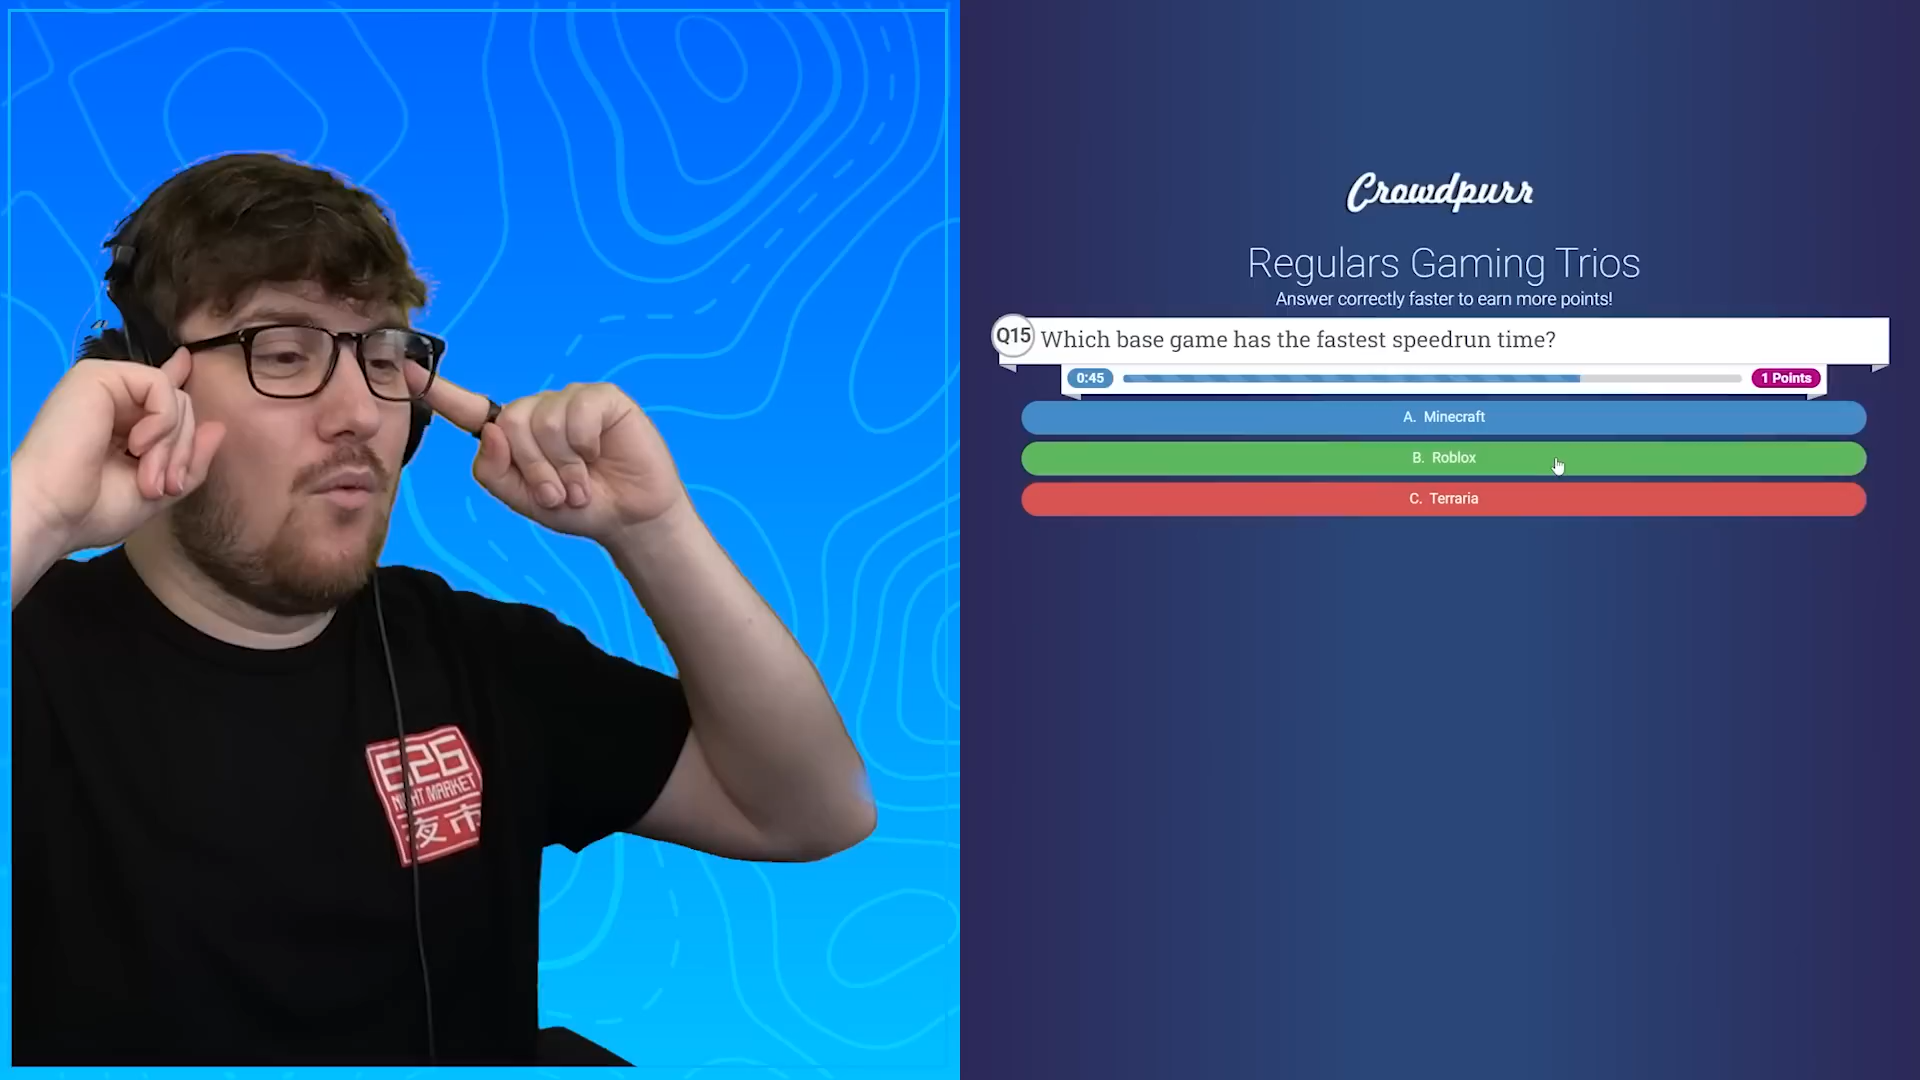 626
NIGHT MARKET
夜市
Crowdpurr
Regulars Gaming Trios
Answer correctly faster to earn more points!
Q15 Which base game has the fastest speedrun time?
0:45 1 Points
A. Minecraft
B. Roblox
C. Terraria